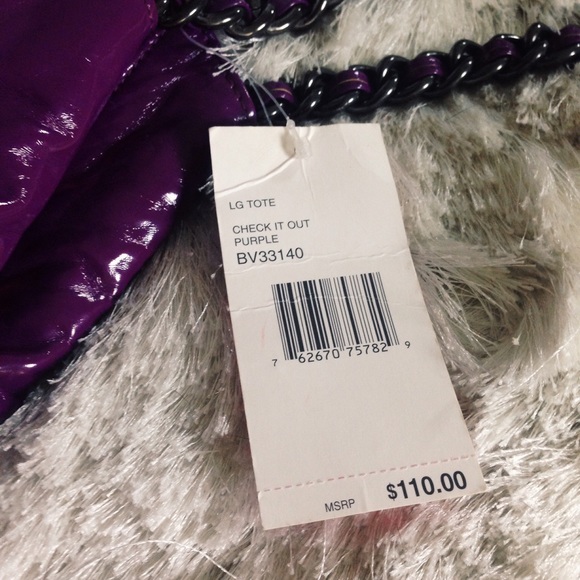 LG TOTE
CHECK IT OUT
PURPLE
BV33140
7 62670 75782 9
MSRP $110.00